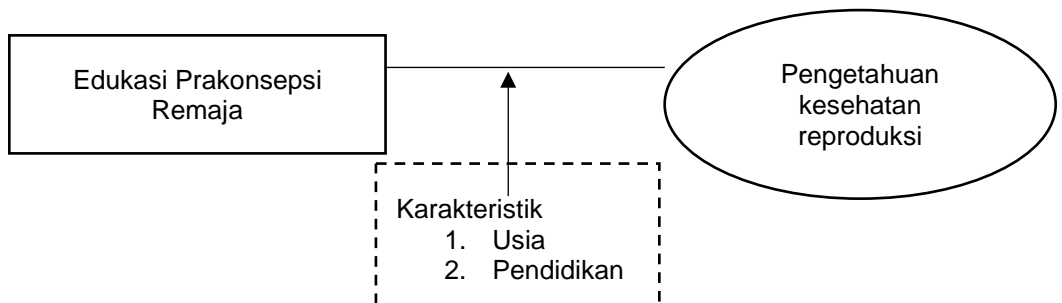 Edukasi Prakonsepsi
Remaja
Pengetahuan
kesehatan
reproduksi
Karakteristik
1. Usia
2. Pendidikan